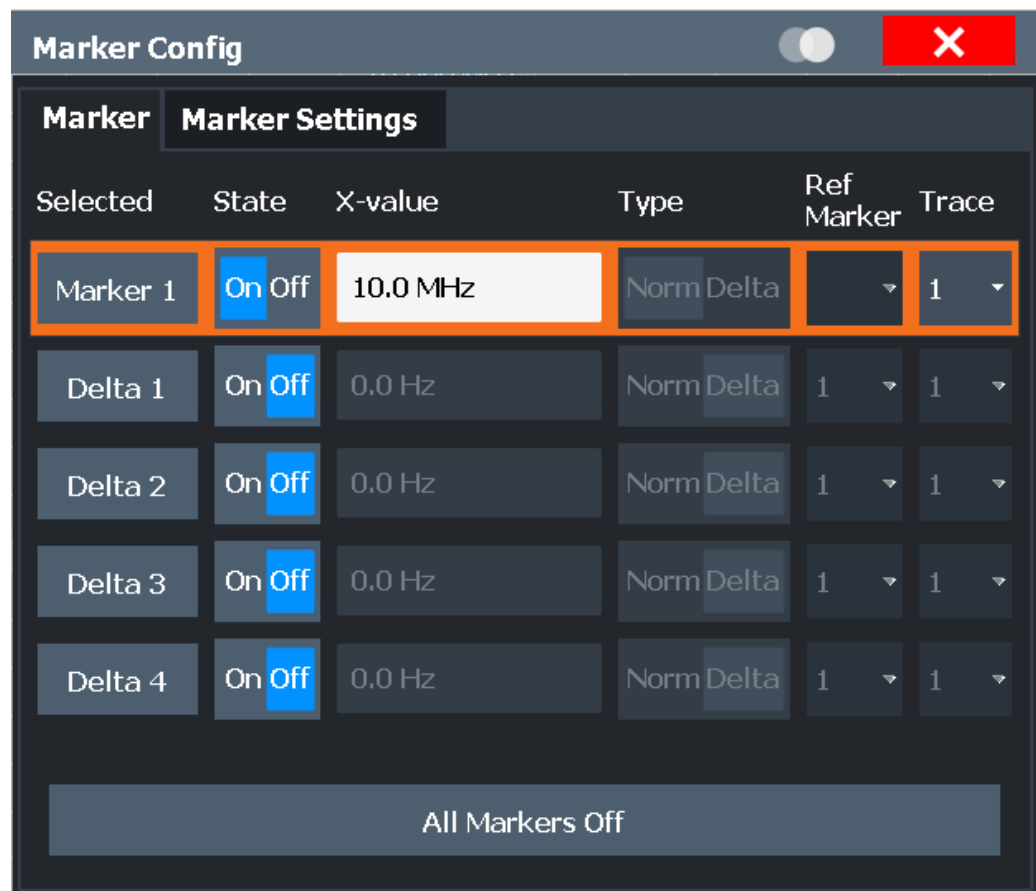 Marker Config
Marker Marker Settings
Selected State X-value Type Ref Marker Trace
Marker 1 On Off 10.0 MHz Norm Delta 1
Delta 1 On Off 0.0 Hz Norm Delta 1 1
Delta 2 On Off 0.0 Hz Norm Delta 1 1
Delta 3 On Off 0.0 Hz Norm Delta 1 1
Delta 4 On Off 0.0 Hz Norm Delta 1 1
All Markers Off